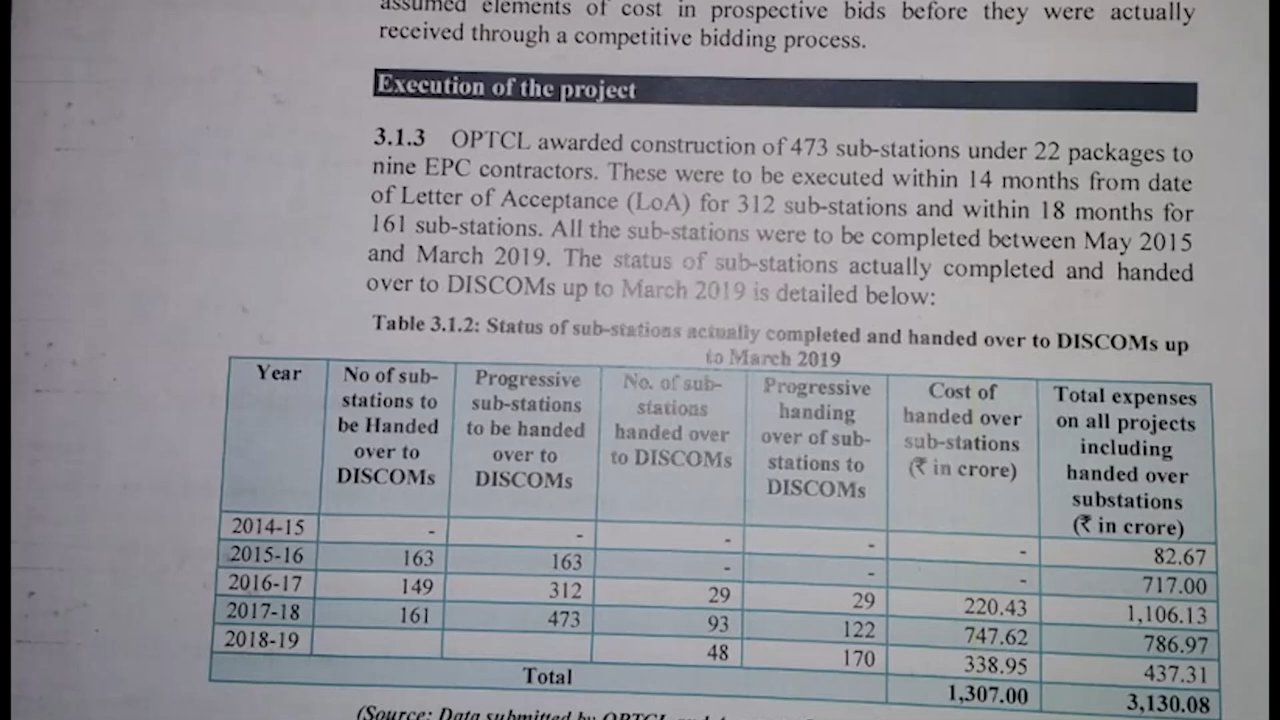 assumed elements of cost in prospective bids before they were actually
received through a competitive bidding process.
Execution of the project
3.1.3 OPTCL awarded construction of 473 sub-stations under 22 packages to
nine EPC contractors. These were to be executed within 14 months from date
of Letter of Acceptance (LoA) for 312 sub-stations and within 18 months for
161 sub-stations. All the sub-stations were to be completed between May 2015
and March 2019. The status of sub-stations actually completed and handed
over to DISCOMs up to March 2019 is detailed below:
Table 3.1.2: Status of sub-stations actually completed and handed over to DISCOMs up
to March 2019
Year | No of sub-stations to be Handed over to DISCOMs | Progressive sub-stations to be handed over to DISCOMs | No. of sub-stations handed over to DISCOMs | Progressive handing over of sub-stations to DISCOMs | Cost of handed over sub-stations (₹ in crore) | Total expenses on all projects including handed over substations (₹ in crore)
2014-15 | - | - | - | - | - | 82.67
2015-16 | 163 | 163 | - | - | - | 717.00
2016-17 | 149 | 312 | 29 | 29 | 220.43 | 1,106.13
2017-18 | 161 | 473 | 93 | 122 | 747.62 | 786.97
2018-19 | | | 48 | 170 | 338.95 | 437.31
Total | 1,307.00 | 3,130.08
(Source: Data submitted by OPTCL